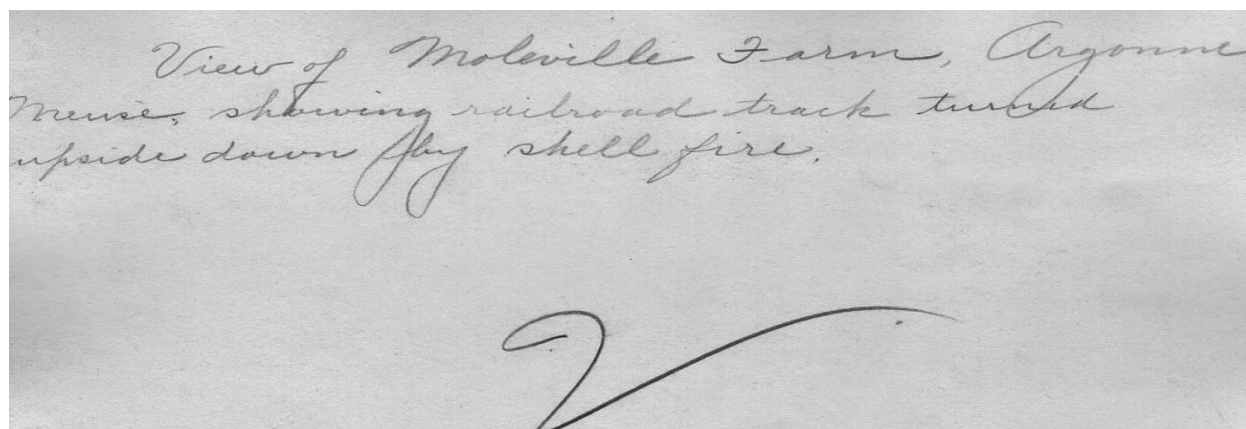 View of Moleville Farm, Argonne
Meuse, showing railroad track turned
upside down by shell fire.